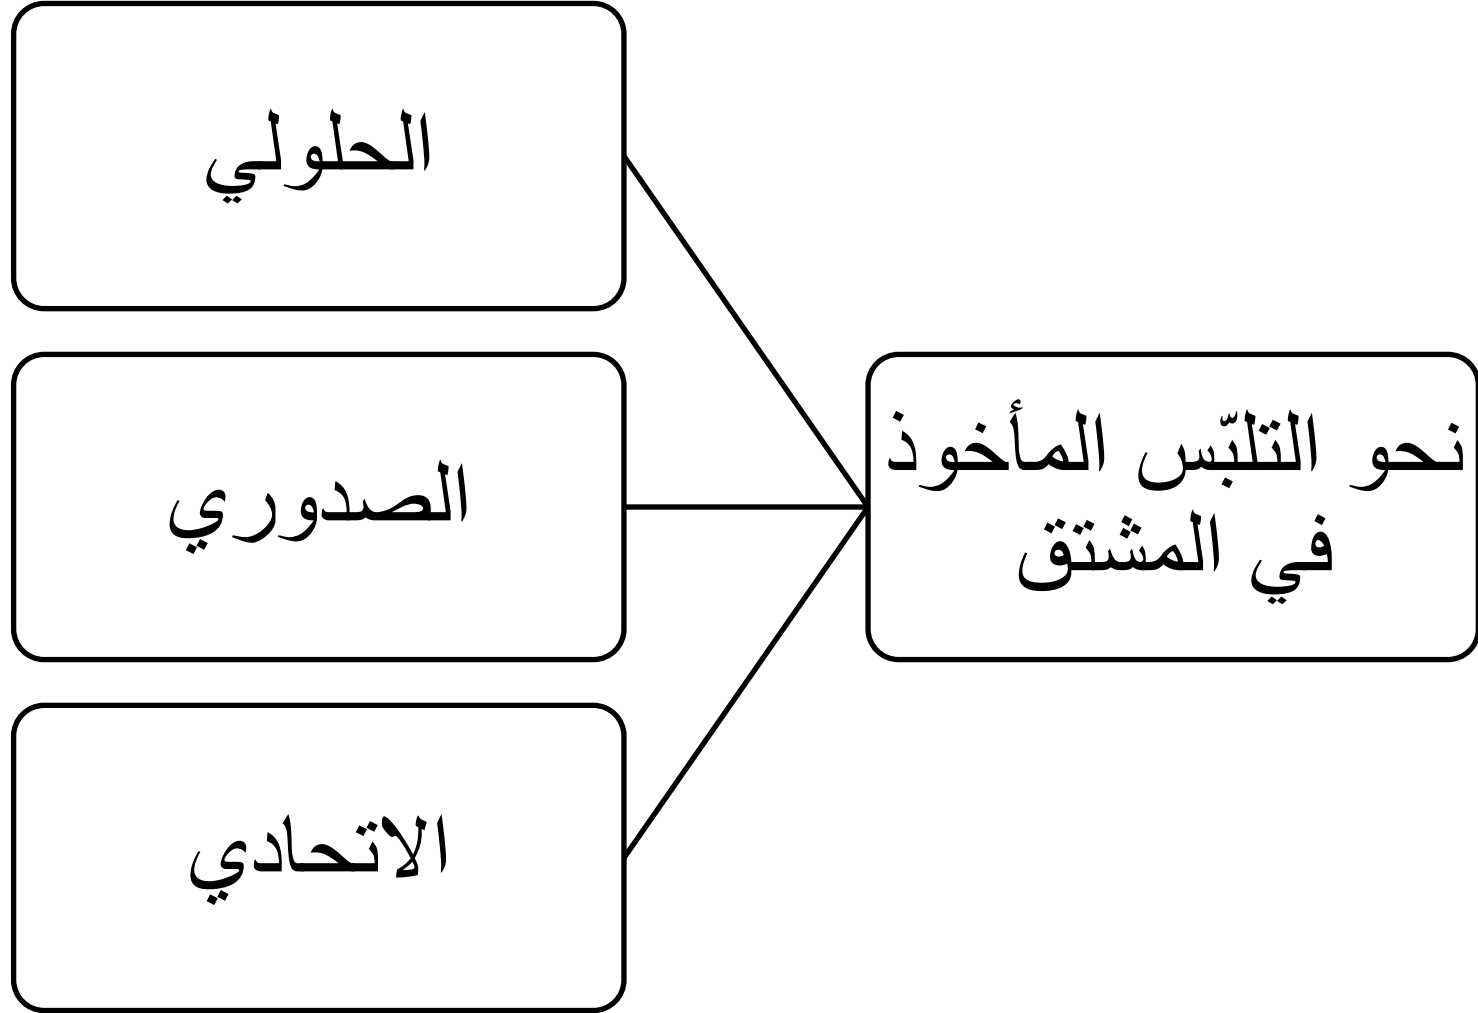 نحو التلبّس المأخوذ
في المشتق
الحلولي
الصدوري
الاتحادي